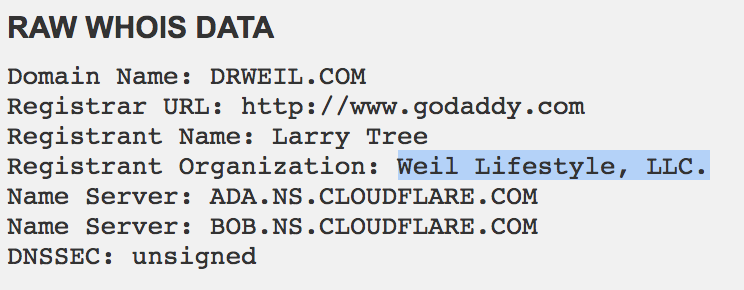 RAW WHOIS DATA
Domain Name: DRWEIL.COM
Registrar URL: http://www.godaddy.com
Registrant Name: Larry Tree
Registrant Organization: Weil Lifestyle, LLC.
Name Server: ADA.NS.CLOUDFLARE.COM
Name Server: BOB.NS.CLOUDFLARE.COM
DNSSEC: unsigned